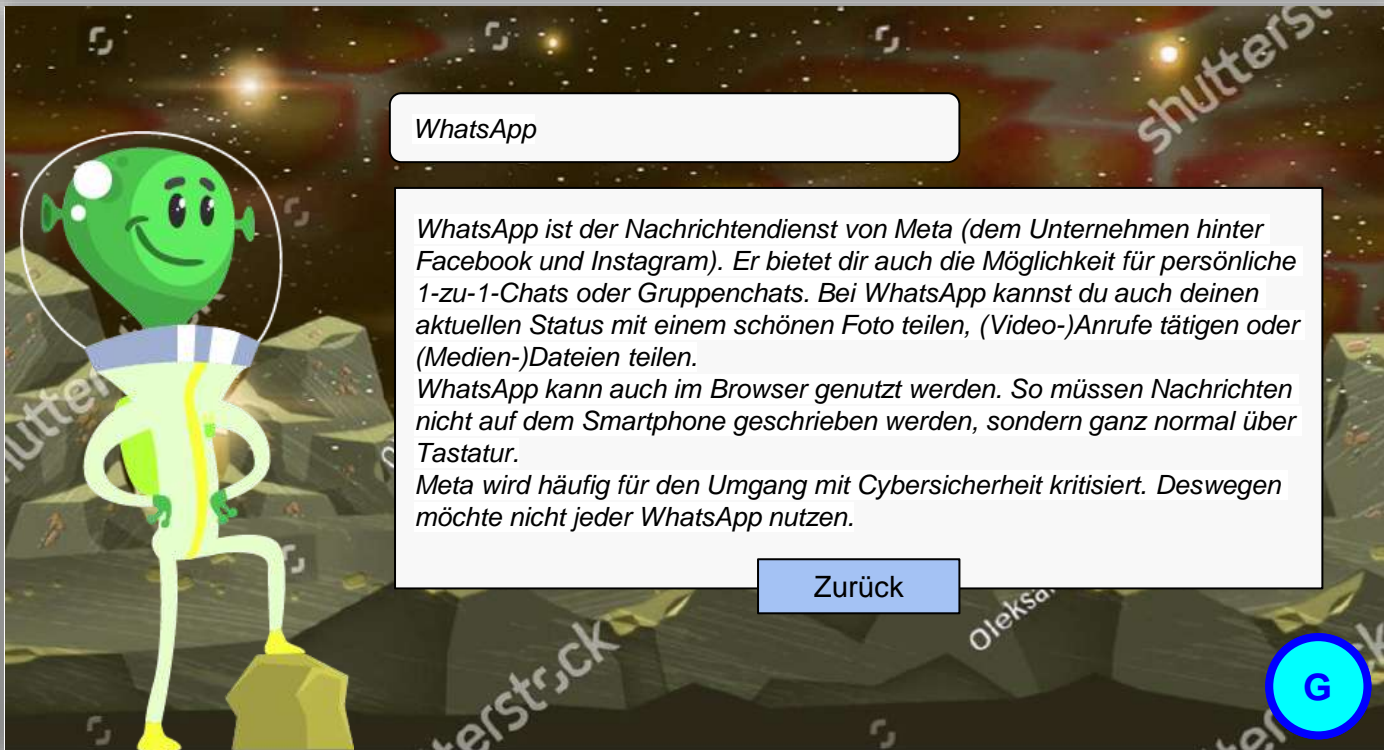 shutterst
WhatsApp
WhatsApp ist der Nachrichtendienst von Meta (dem Unternehmen hinter
Facebook und Instagram). Er bietet dir auch die Möglichkeit für persönliche
1-zu-1-Chats oder Gruppenchats. Bei WhatsApp kannst du auch deinen
aktuellen Status mit einem schönen Foto teilen, (Video-)Anrufe tätigen oder
(Medien-)Dateien teilen.
WhatsApp kann auch im Browser genutzt werden. So müssen Nachrichten
nicht auf dem Smartphone geschrieben werden, sondern ganz normal über
Tastatur.
Meta wird häufig für den Umgang mit Cybersicherheit kritisiert. Deswegen
möchte nicht jeder WhatsApp nutzen.
Zurück
G